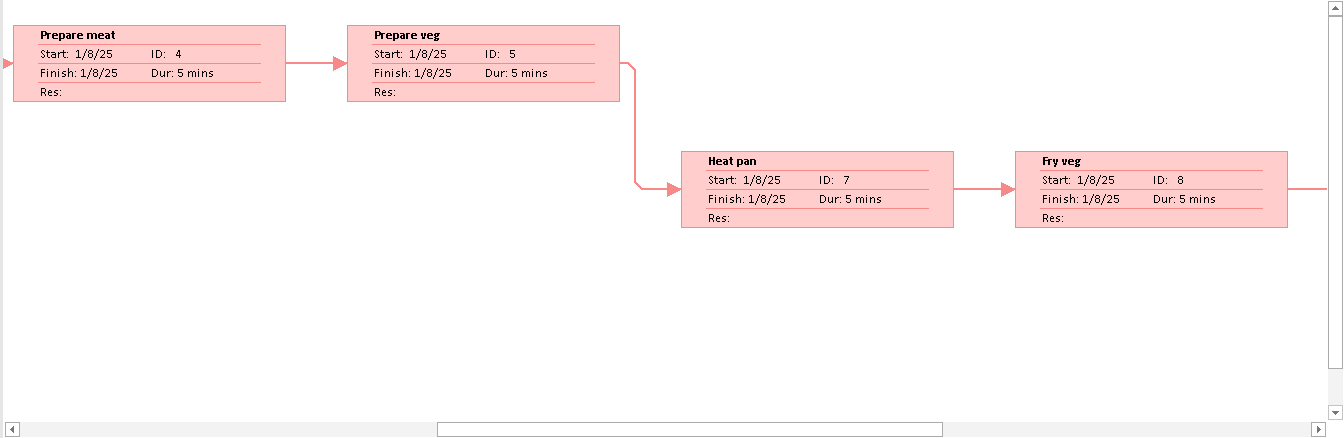 Prepare meat
Start: 1/8/25 ID: 4
Finish: 1/8/25 Dur: 5 mins
Res:
Prepare veg
Start: 1/8/25 ID: 5
Finish: 1/8/25 Dur: 5 mins
Res:
Heat pan
Start: 1/8/25 ID: 7
Finish: 1/8/25 Dur: 5 mins
Res:
Fry veg
Start: 1/8/25 ID: 8
Finish: 1/8/25 Dur: 5 mins
Res: